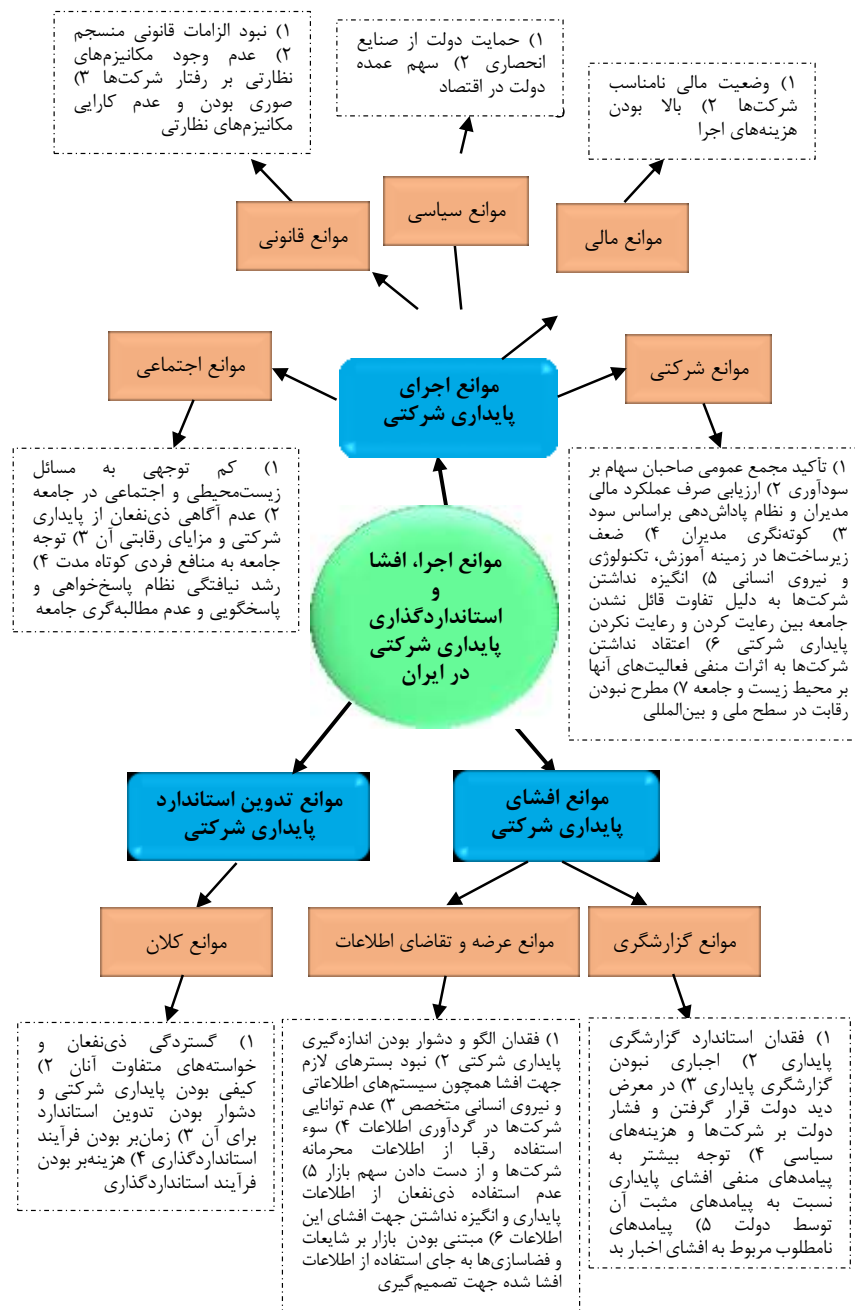 ۱) نبود الزامات قانونی منسجم
۲) عدم وجود مکانیزم‌های
نظارتی بر رفتار شرکت‌ها ۳)
صوری بودن و عدم کارایی
مکانیزم‌های نظارتی
۱) حمایت دولت از صنایع
انحصاری ۲) سهم عمده
دولت در اقتصاد
۱) وضعیت مالی نامناسب
شرکت‌ها ۲) بالا بودن
هزینه‌های اجرا
موانع سیاسی
موانع قانونی
موانع مالی
موانع اجتماعی
موانع اجرای
پایداری شرکتی
موانع شرکتی
۱) کم توجهی به مسائل
زیست‌محیطی و اجتماعی در جامعه
۲) عدم آگاهی ذی‌نفعان از پایداری
شرکتی و مزایای رقابتی آن ۳) توجه
جامعه به منافع فردی کوتاه مدت ۴)
رشد نیافتگی نظام پاسخ‌خواهی و
پاسخگویی و عدم مطالبه‌گری جامعه
موانع اجرا، افشا
و
استانداردگذاری
پایداری شرکتی
در ایران
۱) تأکید مجمع عمومی صاحبان سهام بر
سودآوری ۲) ارزیابی صرف عملکرد مالی
مدیران و نظام پاداش‌دهی براساس سود
۳) کوته‌نگری مدیران ۴) ضعف
زیرساخت‌ها در زمینه آموزش، تکنولوژی
و نیروی انسانی ۵) انگیزه نداشتن
شرکت‌ها به دلیل تفاوت قائل نشدن
جامعه بین رعایت کردن و رعایت نکردن
پایداری شرکتی ۶) اعتقاد نداشتن
شرکت‌ها به اثرات منفی فعالیت‌های آنها
بر محیط زیست و جامعه ۷) مطرح نبودن
رقابت در سطح ملی و بین‌المللی
موانع تدوین استاندارد
پایداری شرکتی
موانع افشای
پایداری شرکتی
موانع کلان
موانع عرضه و تقاضای اطلاعات
موانع گزارشگری
۱) گستردگی ذی‌نفعان و
خواسته‌های متفاوت آنان ۲)
کیفی بودن پایداری شرکتی و
دشوار بودن تدوین استاندارد
برای آن ۳) زمان‌بر بودن فرآیند
استانداردگذاری ۴) هزینه‌بر بودن
فرآیند استانداردگذاری
۱) فقدان الگو و دشوار بودن اندازه‌گیری
پایداری شرکتی ۲) نبود بسترهای لازم
جهت افشا همچون سیستم‌های اطلاعاتی
و نیروی انسانی متخصص ۳) عدم توانایی
شرکت‌ها در گردآوری اطلاعات ۴) سوء
استفاده رقبا از اطلاعات محرمانه
شرکت‌ها و از دست دادن سهم بازار ۵)
عدم استفاده ذی‌نفعان از اطلاعات
پایداری و انگیزه نداشتن جهت افشای این
اطلاعات ۶) مبتنی بودن بازار بر شایعات
و فضاسازی‌ها به جای استفاده از اطلاعات
افشا شده جهت تصمیم‌گیری
۱) فقدان استاندارد گزارشگری
پایداری ۲) اجباری نبودن
گزارشگری پایداری ۳) در معرض
دید دولت قرار گرفتن و فشار
دولت بر شرکت‌ها و هزینه‌های
سیاسی ۴) توجه بیشتر به
پیامدهای منفی افشای پایداری
نسبت به پیامدهای مثبت آن
توسط دولت ۵) پیامدهای
نامطلوب مربوط به افشای اخبار بد